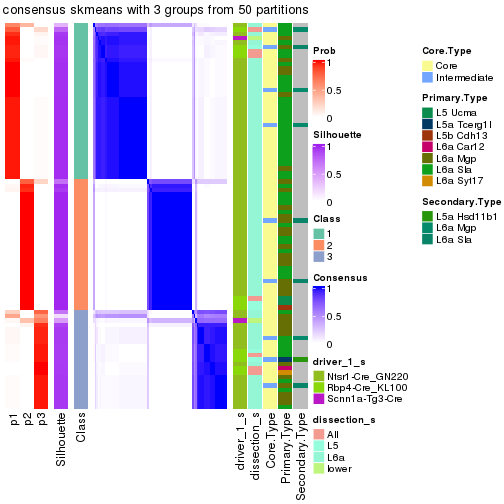 consensus skmeans with 3 groups from 50 partitions
Prob
1
0.5
0
Silhouette
1
0.5
0
Class
1
2
3
Consensus
1
0.5
0
driver_1_s
Ntsr1-Cre_GN220
Rbp4-Cre_KL100
Scnn1a-Tg3-Cre
dissection_s
All
L5
L6a
lower
Core.Type
Core
Intermediate
Primary.Type
L5 Ucma
L5a Tcerg1l
L5b Cdh13
L6a Car12
L6a Mgp
L6a Sla
L6a Syt17
Secondary.Type
L5a Hsd11b1
L6a Mgp
L6a Sla
p1
p2
p3
Silhouette
Class
driver_1_s
dissection_s
Core.Type
Primary.Type
Secondary.Type